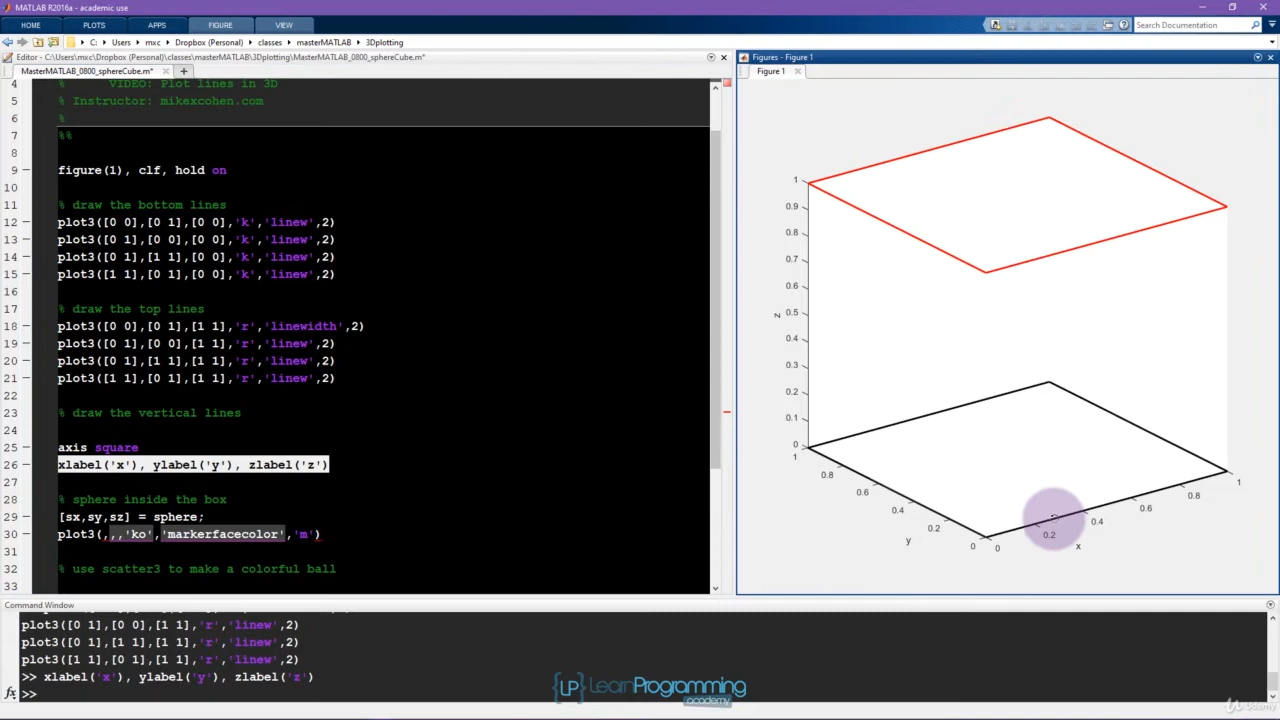 MATLAB R2016a - academic use
HOME PLOTS APPS FIGURE VIEW
Search Documentation
C: Users mxc Dropbox (Personal) classes masterMATLAB 3Dplotting
Editor - C:\Users\mxc\Dropbox (Personal)\classes\masterMATLAB\3Dplotting\MasterMATLAB_0800_sphereCube.m*
MasterMATLAB_0800_sphereCube.m*
4 % VIDEO: Plot lines in 3D
5 % Instructor: mikexcohen.com
6 %
7 %%
8
9 figure(1), clf, hold on
10
11 % draw the bottom lines
12 plot3([0 0],[0 1],[0 0],'k','linew',2)
13 plot3([0 1],[0 0],[0 0],'k','linew',2)
14 plot3([0 1],[1 1],[0 0],'k','linew',2)
15 plot3([1 1],[0 1],[0 0],'k','linew',2)
16
17 % draw the top lines
18 plot3([0 0],[0 1],[1 1],'r','linewidth',2)
19 plot3([0 1],[0 0],[1 1],'r','linew',2)
20 plot3([0 1],[1 1],[1 1],'r','linew',2)
21 plot3([1 1],[0 1],[1 1],'r','linew',2)
22
23 % draw the vertical lines
24
25 axis square
26 xlabel('x'), ylabel('y'), zlabel('z')
27
28 % sphere inside the box
29 [sx,sy,sz] = sphere;
30 plot3(,,,'ko','markerfacecolor','m')
31
32 % use scatter3 to make a colorful ball
33
Figures - Figure 1
Figure 1
1
0.9
0.8
0.7
0.6
0.5
0.4
0.3
0.2
0.1
0
z
1
0.8
0.6
0.4
0.2
0
y
0
0.2
0.4
0.6
0.8
1
x
Command Window
plot3([0 1],[0 0],[1 1],'r','linew',2)
plot3([0 1],[1 1],[1 1],'r','linew',2)
plot3([1 1],[0 1],[1 1],'r','linew',2)
>> xlabel('x'), ylabel('y'), zlabel('z')
fx >>
{LP} LearnProgramming
academy
Udemy